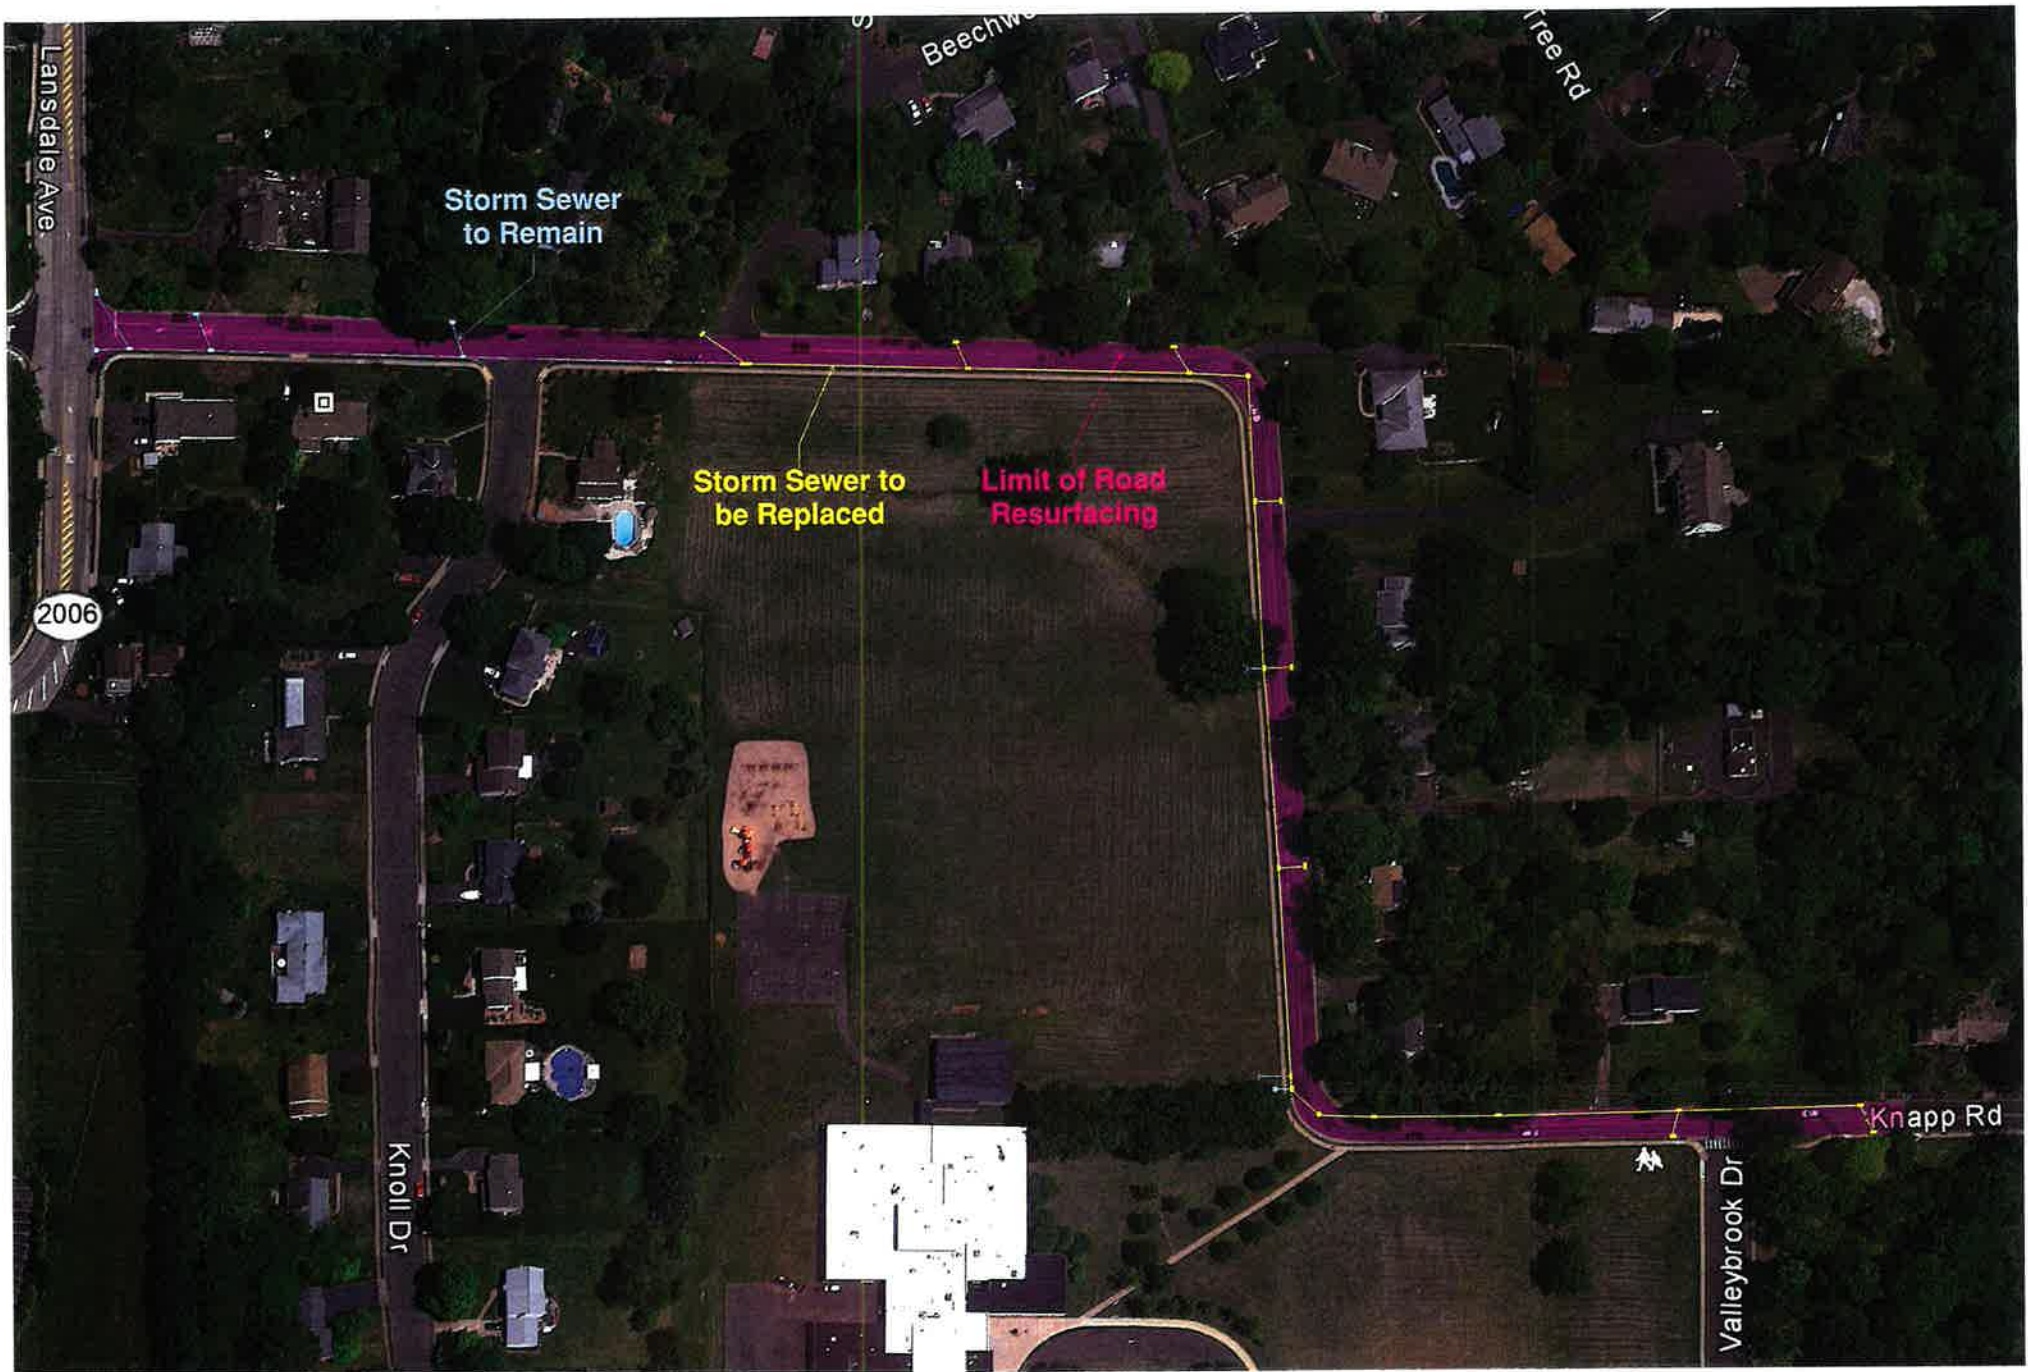 Beechw
Tree Rd
Lansdale Ave
Storm Sewer
to Remain
Storm Sewer to
be Replaced
Limit of Road
Resurfacing
2006
Knapp Rd
Knoll Dr
Valleybrook Dr